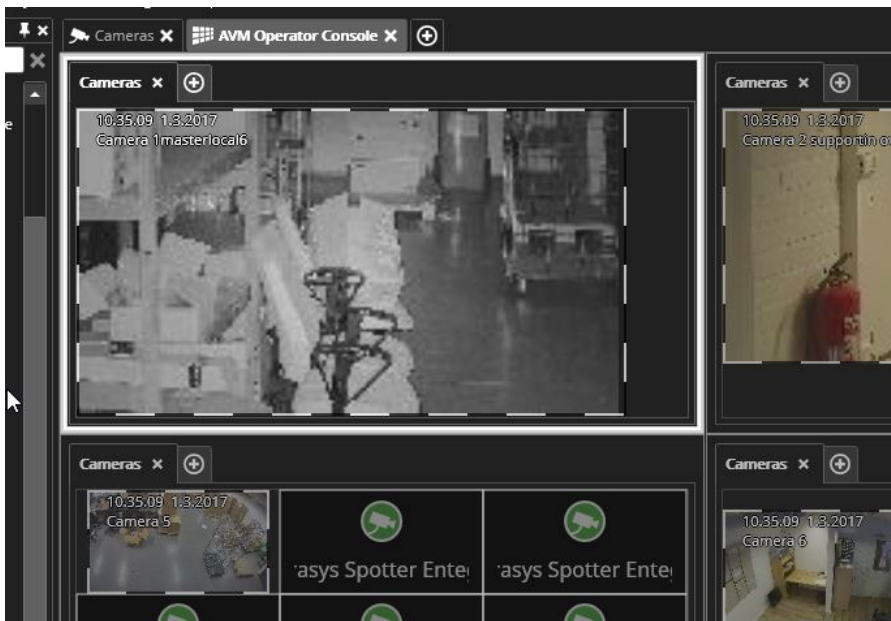 Cameras
AVM Operator Console
e
Cameras
Cameras
10.35.09 1.3.2017
Camera 1masterlocal6
10.35.09 1.3.2017
Camera 2 supportin
Cameras
Cameras
10.35.09 1.3.2017
Camera 5
10.35.09 1.3.2017
Camera 6
asys Spotter Ente
asys Spotter Ente